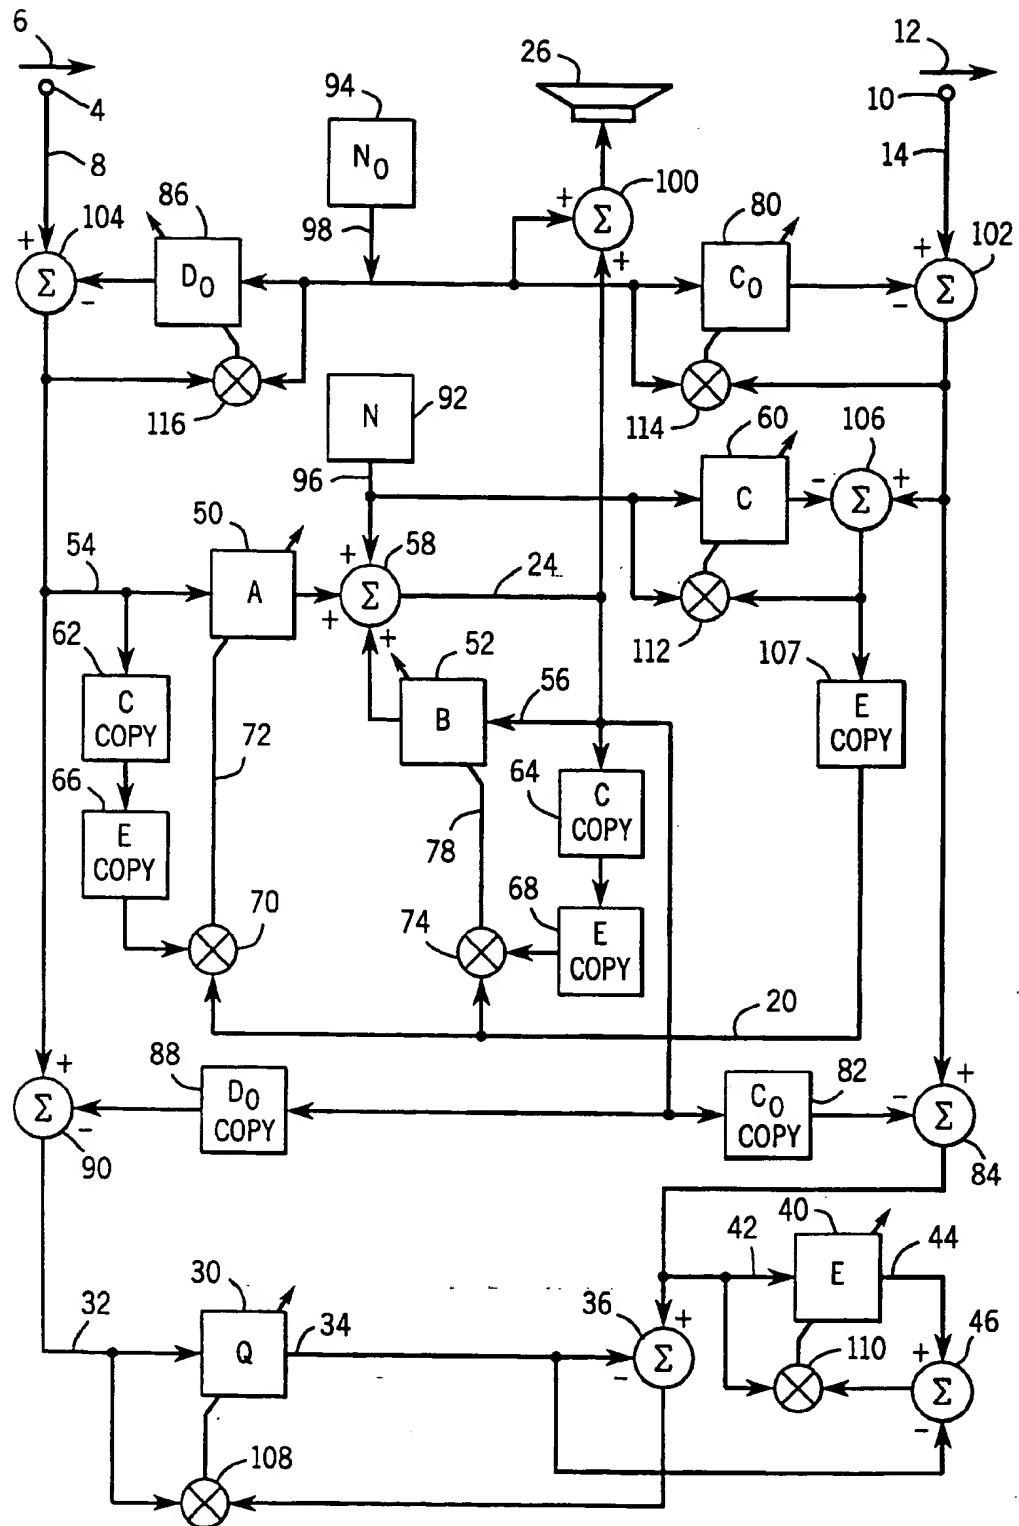 6
12
26
94
4
10
N₀
8
14
86
100
80
104
+
+
98
+
102
Σ
Σ
D₀
+
C₀
Σ
−
−
92
116
N
114
60
106
96
−
+
50
C
Σ
54
+
58
24
A
Σ
62
+
+
52
112
107
56
C
COPY
72
B
E
COPY
66
64
C
COPY
E
COPY
78
70
68
74
E
COPY
20
+
88
82
+
Σ
D₀
COPY
C₀
COPY
−
Σ
−
90
84
40
42
44
30
36
E
32
34
+
46
Q
Σ
110
+
−
Σ
−
108